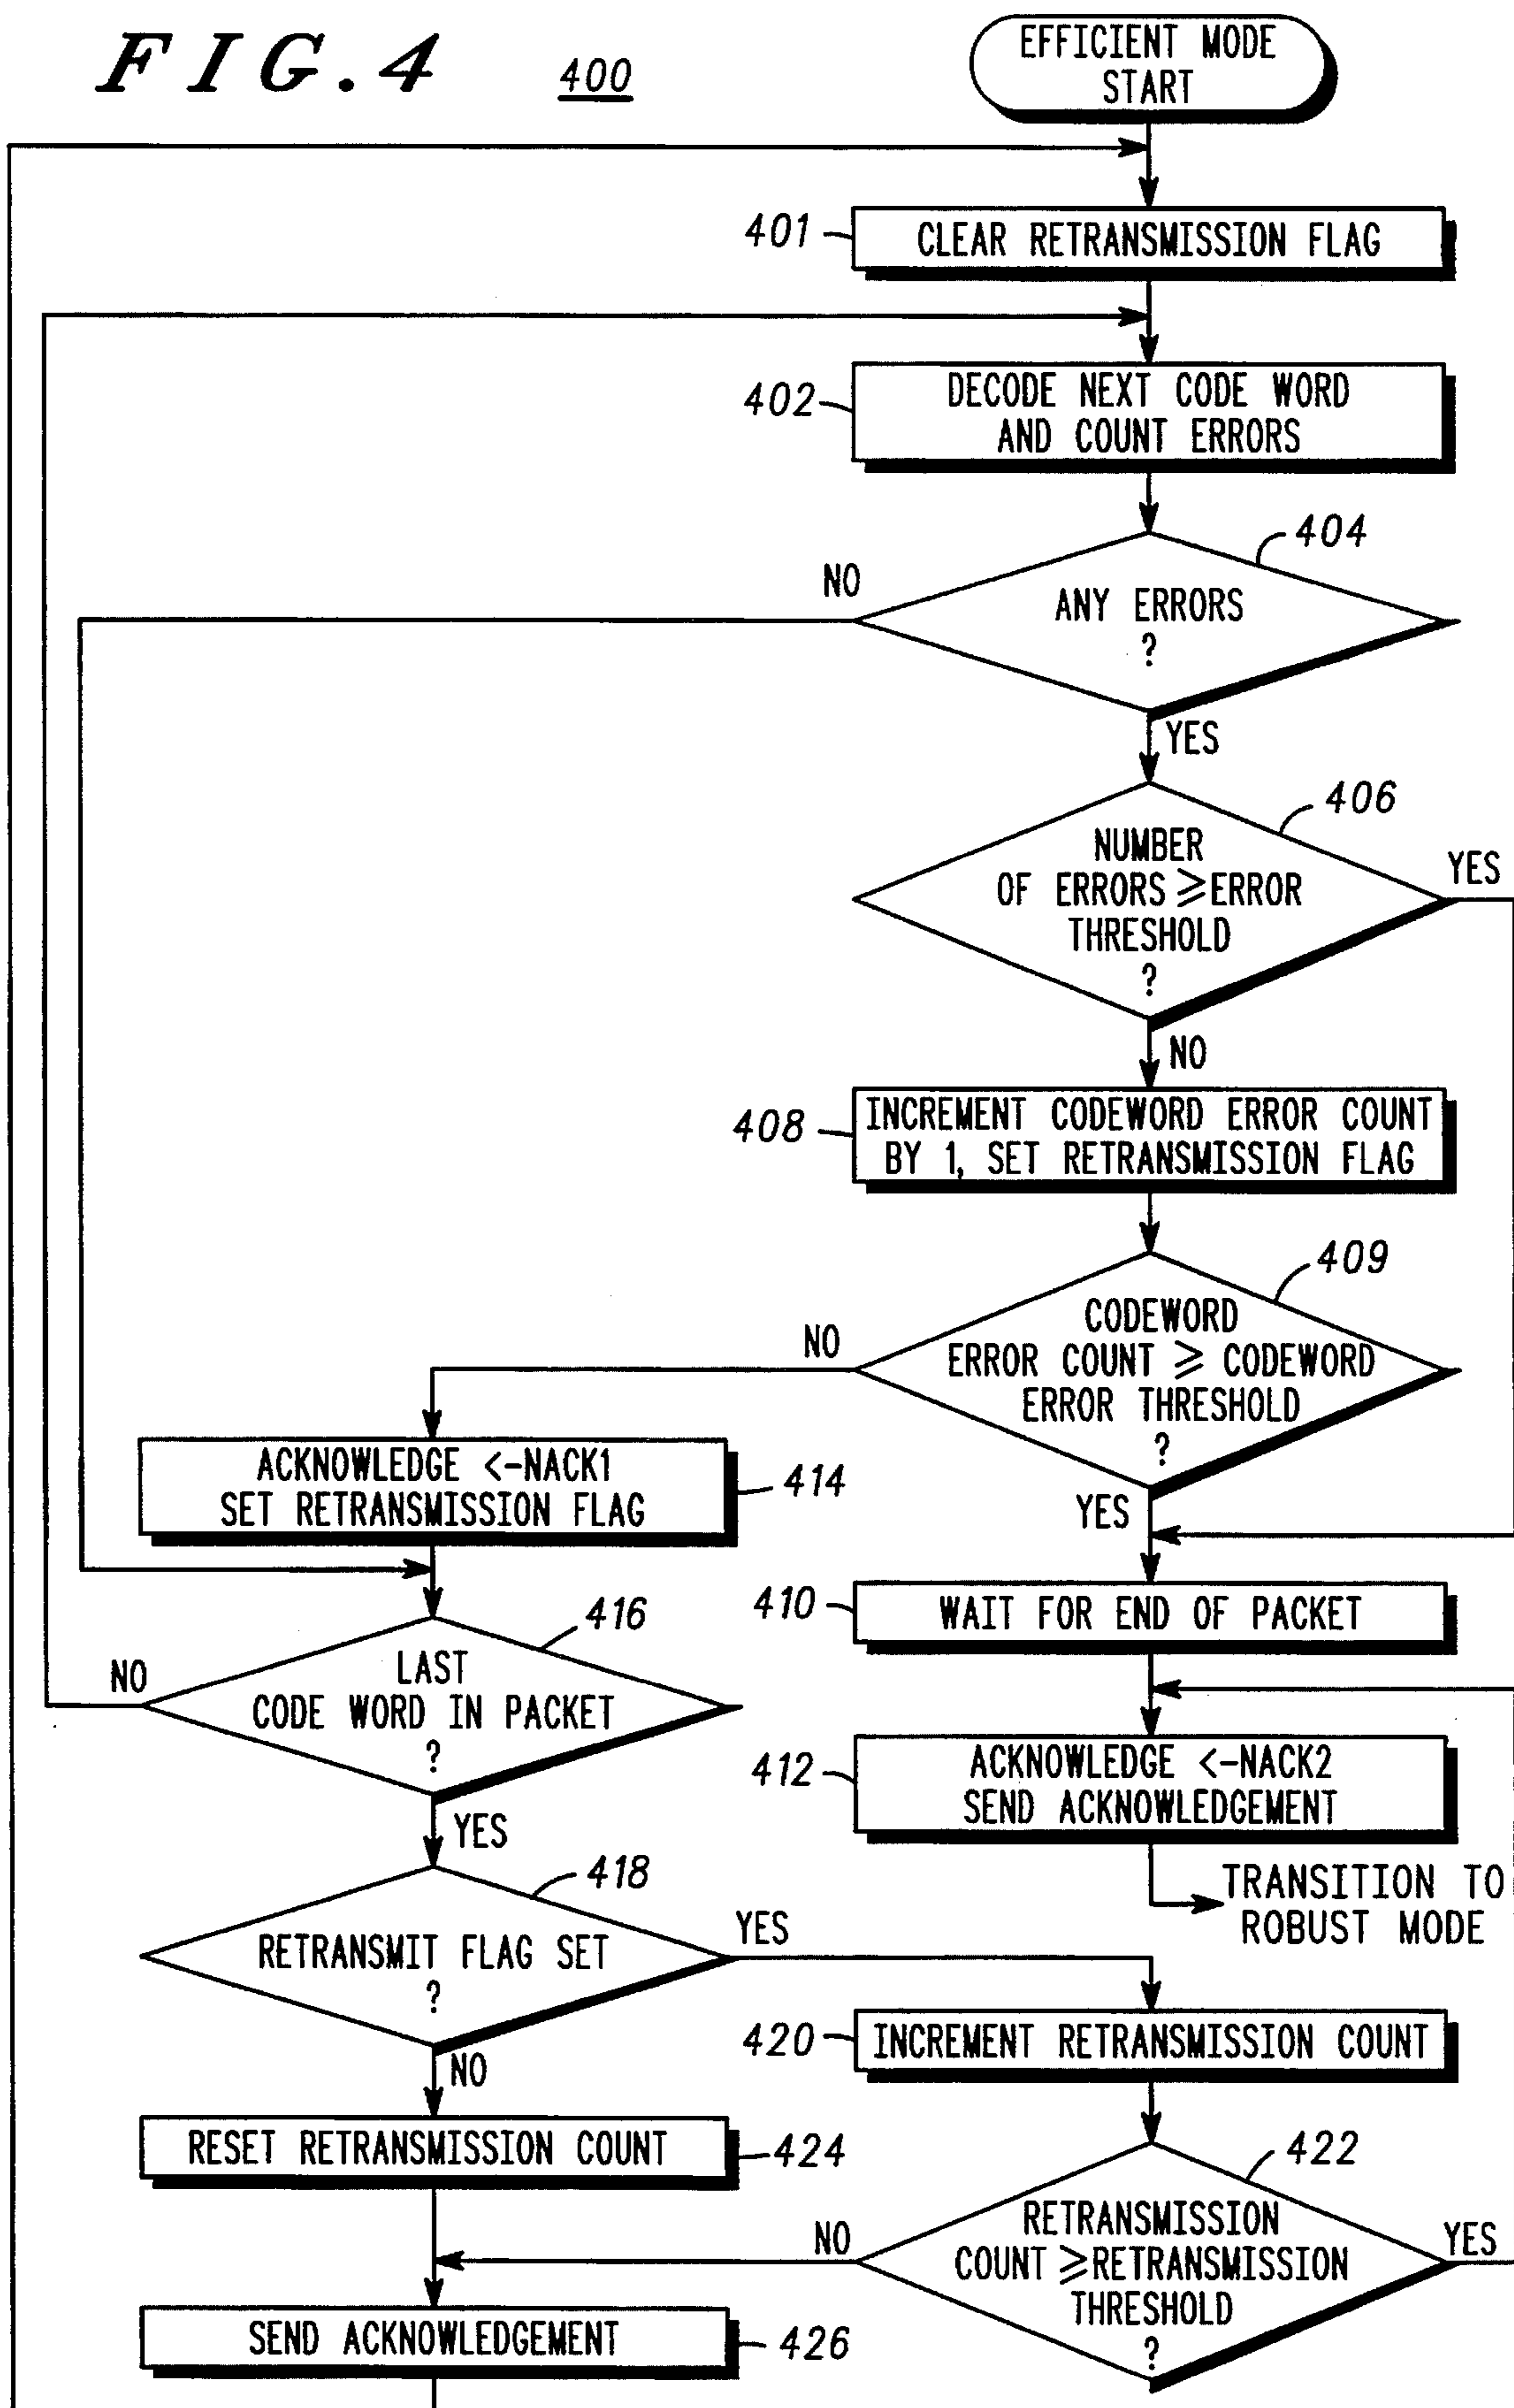 FIG.4
400
EFFICIENT MODE
START
401
CLEAR RETRANSMISSION FLAG
402
DECODE NEXT CODE WORD
AND COUNT ERRORS
404
NO
ANY ERRORS
?
YES
406
NUMBER
OF ERRORS ⩾ERROR
THRESHOLD
?
YES
NO
408
INCREMENT CODEWORD ERROR COUNT
BY 1, SET RETRANSMISSION FLAG
409
NO
CODEWORD
ERROR COUNT ⩾ CODEWORD
ERROR THRESHOLD
?
YES
ACKNOWLEDGE <-NACK1
SET RETRANSMISSION FLAG
414
410
WAIT FOR END OF PACKET
416
NO
LAST
CODE WORD IN PACKET
?
YES
412
ACKNOWLEDGE <-NACK2
SEND ACKNOWLEDGEMENT
TRANSITION TO
ROBUST MODE
418
RETRANSMIT FLAG SET
?
YES
NO
420
INCREMENT RETRANSMISSION COUNT
RESET RETRANSMISSION COUNT
424
422
NO
RETRANSMISSION
COUNT ⩾RETRANSMISSION
THRESHOLD
?
YES
SEND ACKNOWLEDGEMENT
426